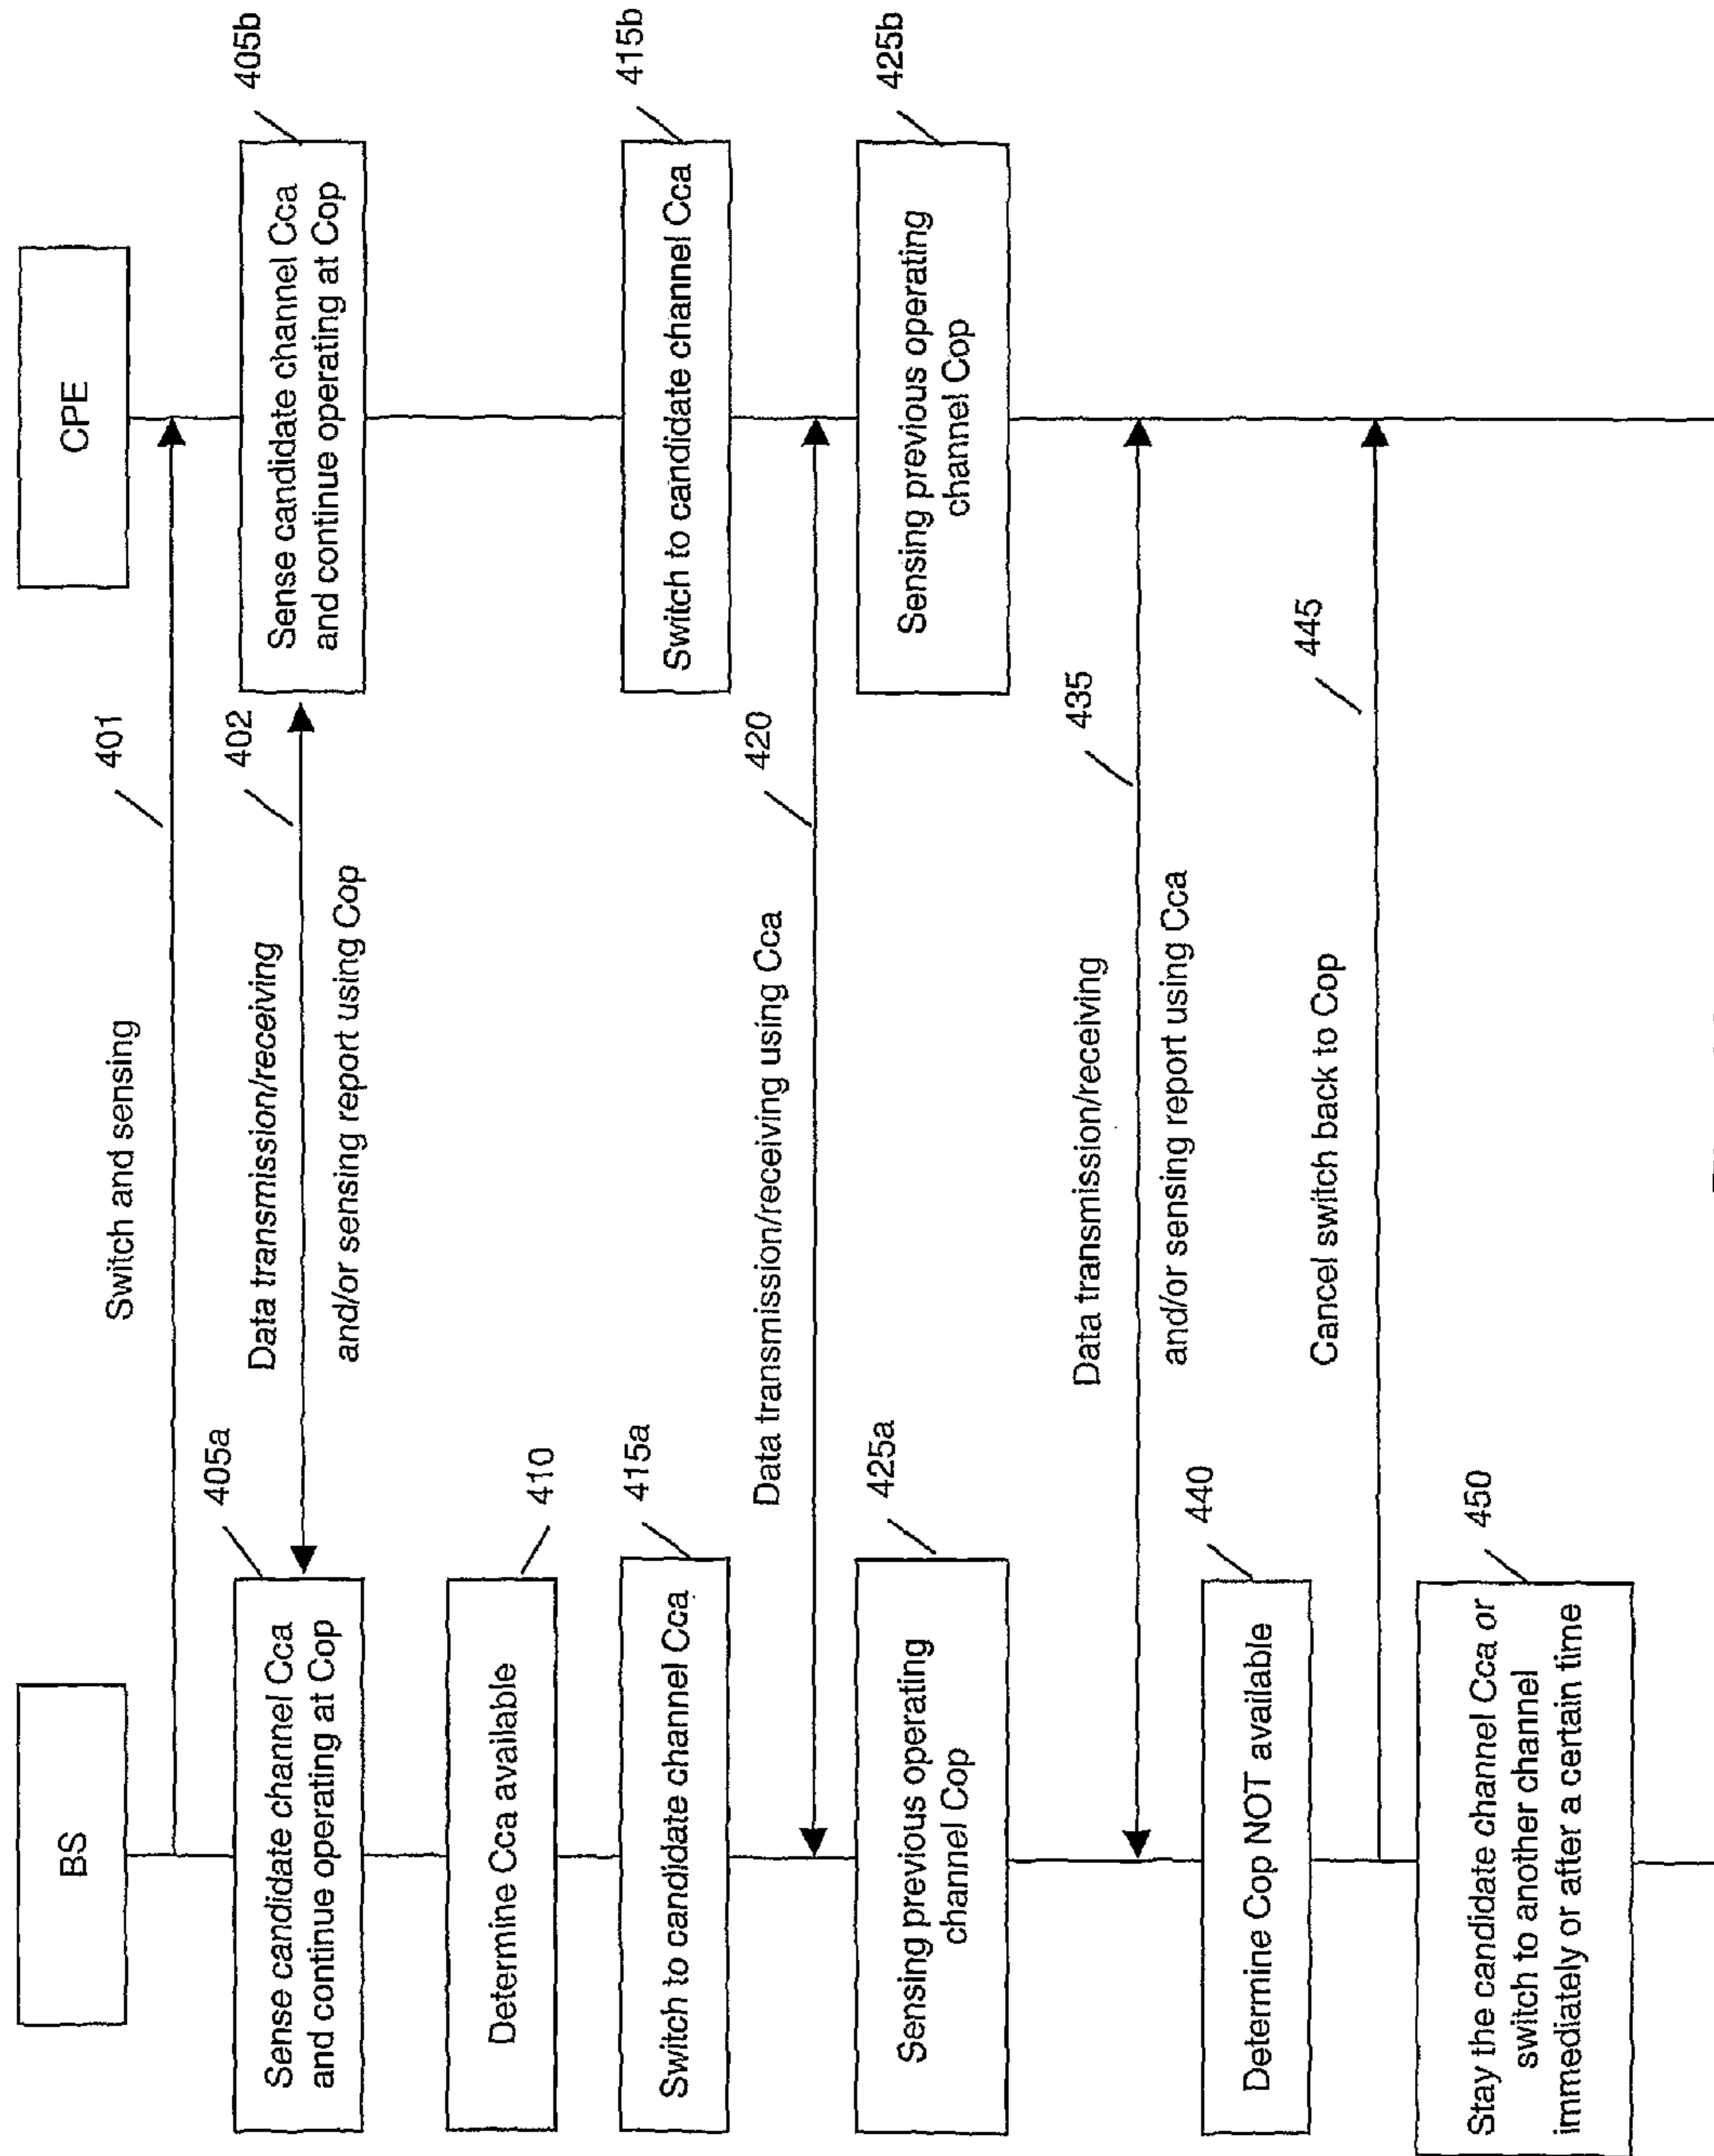 BS
CPE
Switch and sensing
401
405a
Sense candidate channel Cca
and continue operating at Cop
Data transmission/receiving
and/or sensing report using Cop
402
405b
Sense candidate channel Cca
and continue operating at Cop
410
Determine Cca available
415a
Switch to candidate channel Cca
415b
Switch to candidate channel Cca
Data transmission/receiving using Cca
420
425a
Sensing previous operating
channel Cop
425b
Sensing previous operating
channel Cop
Data transmission/receiving
and/or sensing report using Cca
435
440
Determine Cop NOT available
Cancel switch back to Cop
445
450
Stay the candidate channel Cca or
switch to another channel
immediately or after a certain time